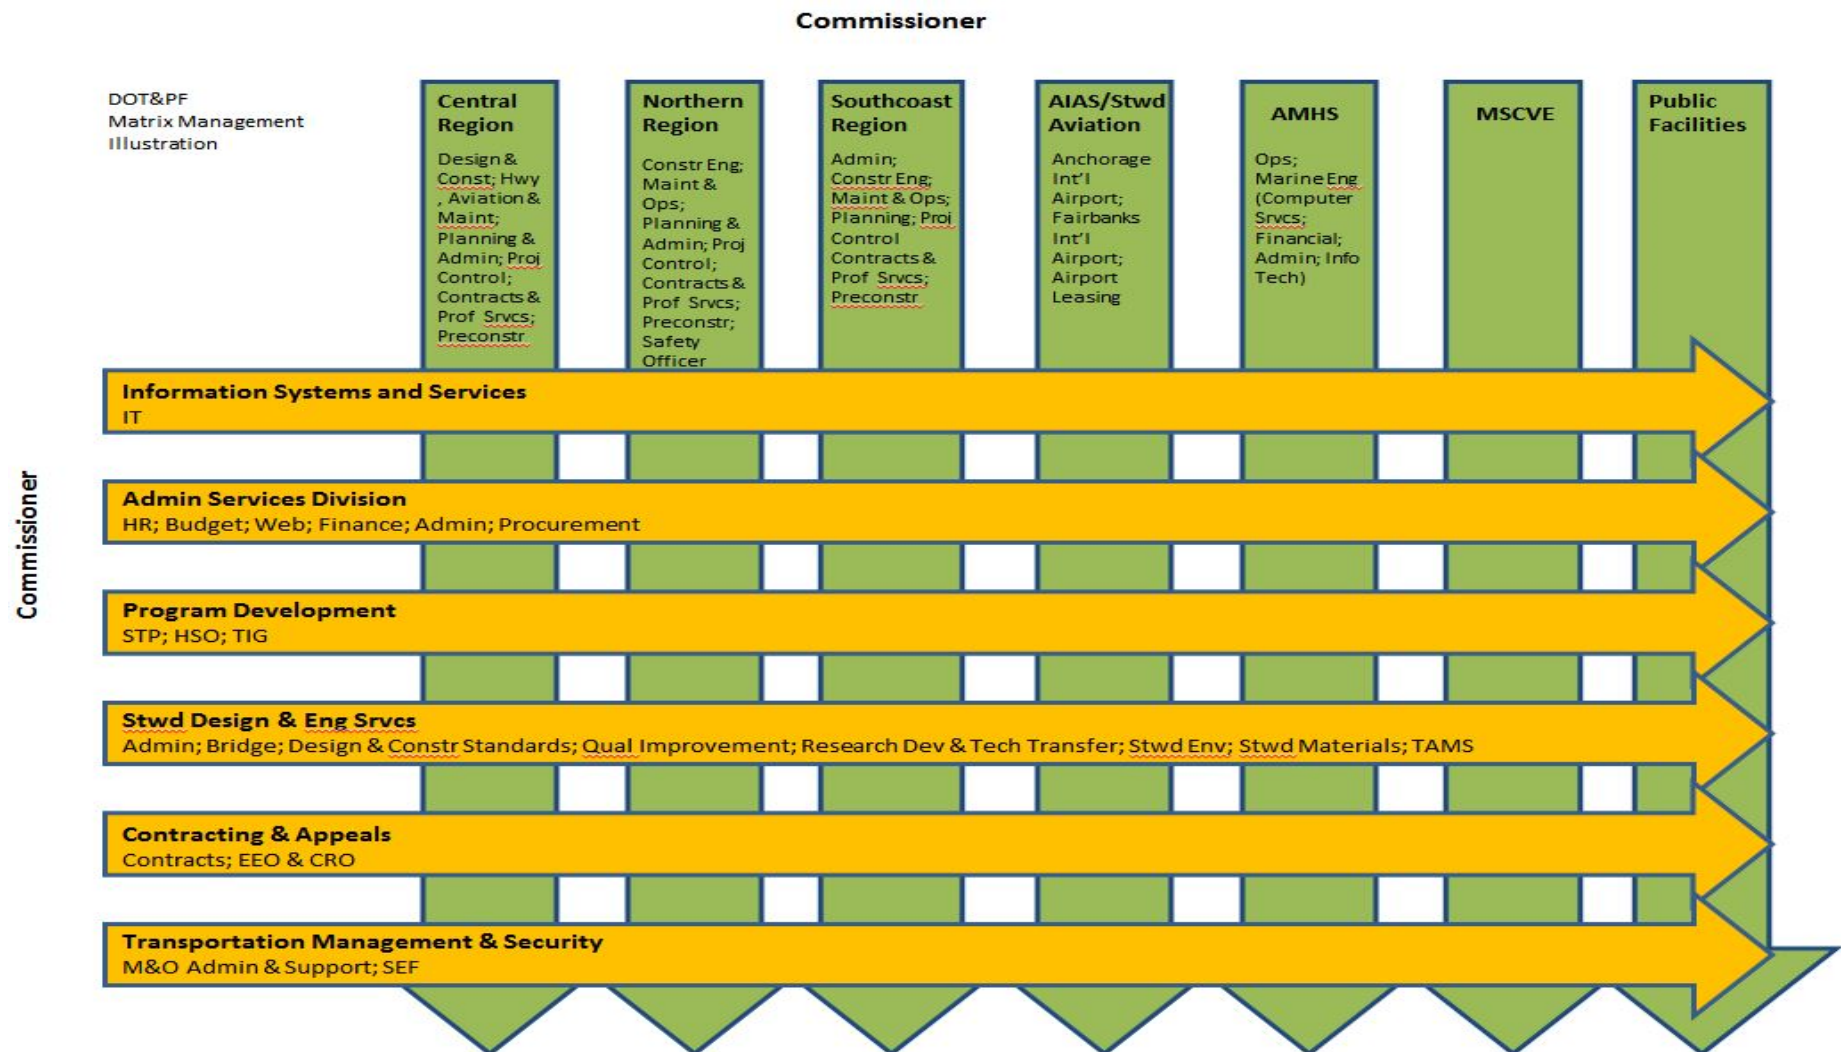 Commissioner
DOT&PF
Matrix Management
Illustration
Central
Region
Design &
Const; Hwy
, Aviation &
Maint;
Planning &
Admin; Proj
Control;
Contracts &
Prof Srvcs;
Preconstr
Northern
Region
Constr Eng;
Maint &
Ops;
Planning &
Admin; Proj
Control;
Contracts &
Prof Srvcs;
Preconstr;
Safety
Officer
Southcoast
Region
Admin;
Constr Eng;
Maint & Ops;
Planning; Proj
Control
Contracts &
Prof Srvcs;
Preconstr
AIAS/Stwd
Aviation
Anchorage
Int'l
Airport;
Fairbanks
Int'l
Airport;
Airport
Leasing
AMHS
Ops;
Marine Eng
(Computer
Srvcs;
Financial;
Admin; Info
Tech)
MSCVE
Public
Facilities
Commissioner
Information Systems and Services
IT
Admin Services Division
HR; Budget; Web; Finance; Admin; Procurement
Program Development
STP; HSO; TIG
Stwd Design & Eng Srvcs
Admin; Bridge; Design & Constr Standards; Qual Improvement; Research Dev & Tech Transfer; Stwd Env; Stwd Materials; TAMS
Contracting & Appeals
Contracts; EEO & CRO
Transportation Management & Security
M&O Admin & Support; SEF